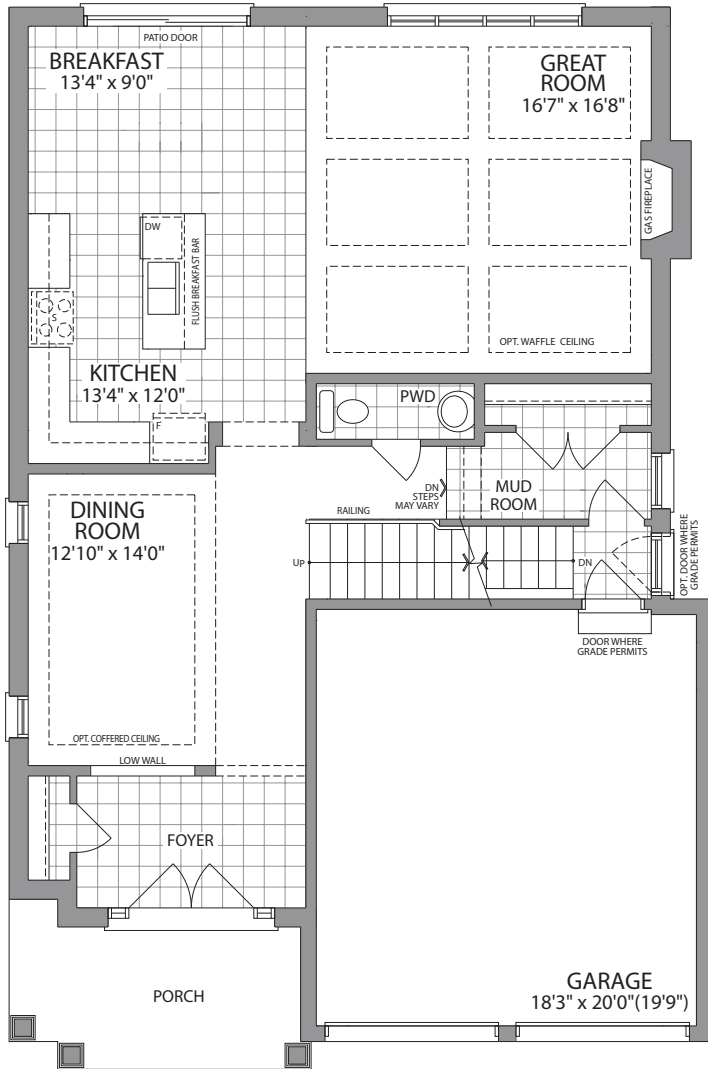 PATIO DOOR
BREAKFAST
13'4" x 9'0"
GREAT
ROOM
16'7" x 16'8"
GAS FIREPLACE
DW
FLUSH BREAKFAST BAR
S
OPT. WAFFLE CEILING
KITCHEN
13'4" x 12'0"
F
PWD
DN
STEPS
MAY VARY
MUD
ROOM
RAILING
DINING
ROOM
12'10" x 14'0"
UP
DN
OPT. DOOR WHERE
GRADE PERMITS
DOOR WHERE
GRADE PERMITS
OPT. COFFERED CEILING
LOW WALL
FOYER
PORCH
GARAGE
18'3" x 20'0"(19'9")